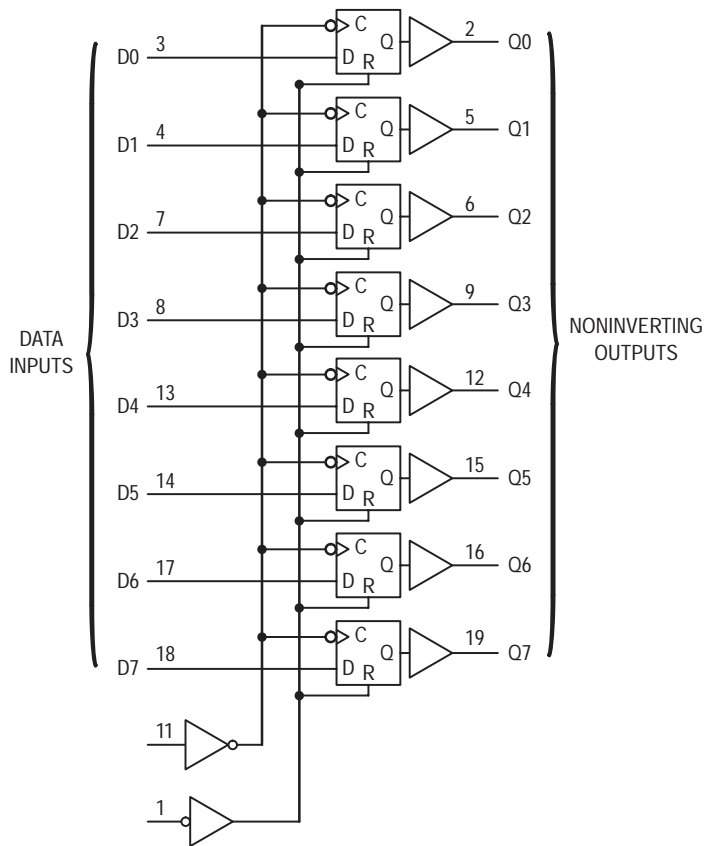 C
2
D0 3 D Q R Q0
C
5
D1 4 D Q R Q1
C
6
D2 7 D Q R Q2
C
9
D3 8 D Q R Q3
DATA
INPUTS
NONINVERTING
OUTPUTS
C
12
D4 13 D Q R Q4
C
15
D5 14 D Q R Q5
C
16
D6 17 D Q R Q6
C
19
D7 18 D Q R Q7
11
1